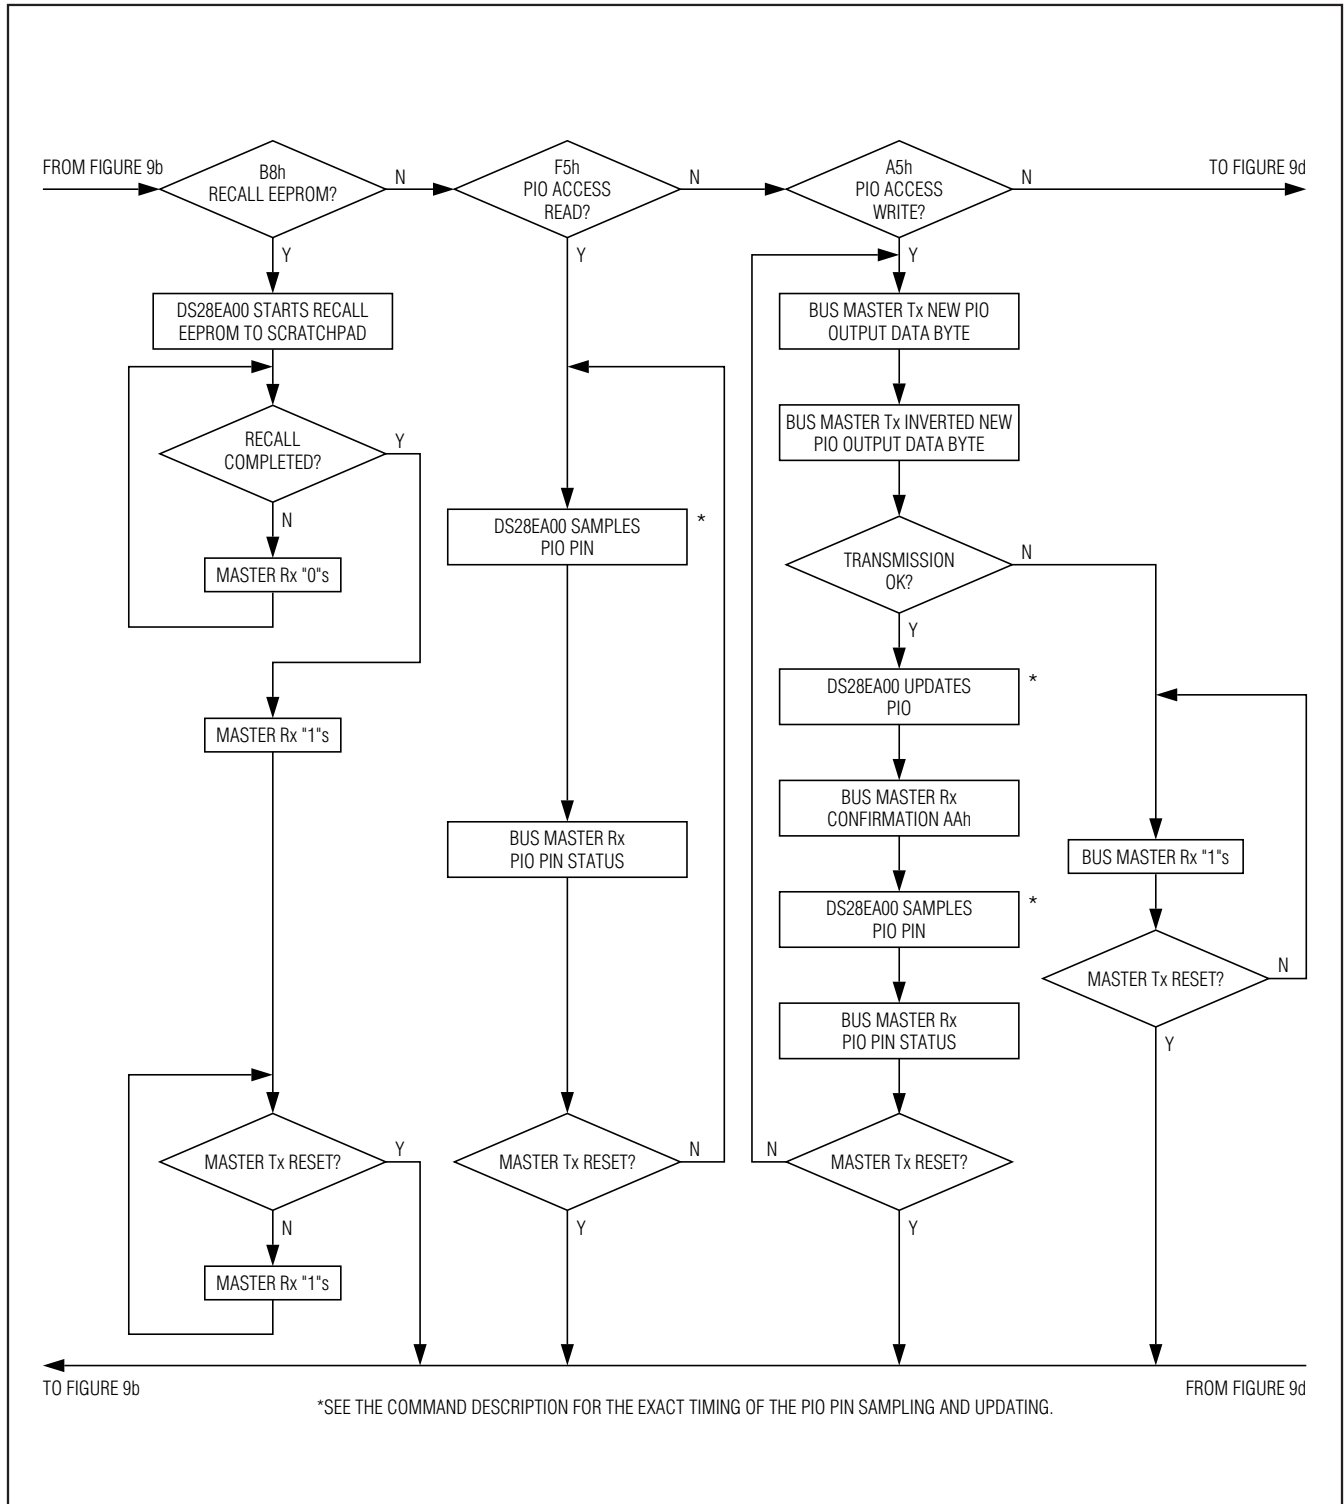 FROM FIGURE 9b
B8h
RECALL EEPROM?
N
Y
F5h
PIO ACCESS
READ?
N
Y
A5h
PIO ACCESS
WRITE?
N
Y
TO FIGURE 9d
DS28EA00 STARTS RECALL
EEPROM TO SCRATCHPAD
RECALL
COMPLETED?
Y
N
MASTER Rx "0"s
MASTER Rx "1"s
MASTER Tx RESET?
Y
N
MASTER Rx "1"s
DS28EA00 SAMPLES
PIO PIN
*
BUS MASTER Rx
PIO PIN STATUS
MASTER Tx RESET?
N
Y
BUS MASTER Tx NEW PIO
OUTPUT DATA BYTE
BUS MASTER Tx INVERTED NEW
PIO OUTPUT DATA BYTE
TRANSMISSION
OK?
N
Y
DS28EA00 UPDATES
PIO
*
BUS MASTER Rx
CONFIRMATION AAh
DS28EA00 SAMPLES
PIO PIN
*
BUS MASTER Rx
PIO PIN STATUS
MASTER Tx RESET?
N
Y
BUS MASTER Rx "1"s
MASTER Tx RESET?
N
Y
TO FIGURE 9b
FROM FIGURE 9d
*SEE THE COMMAND DESCRIPTION FOR THE EXACT TIMING OF THE PIO PIN SAMPLING AND UPDATING.